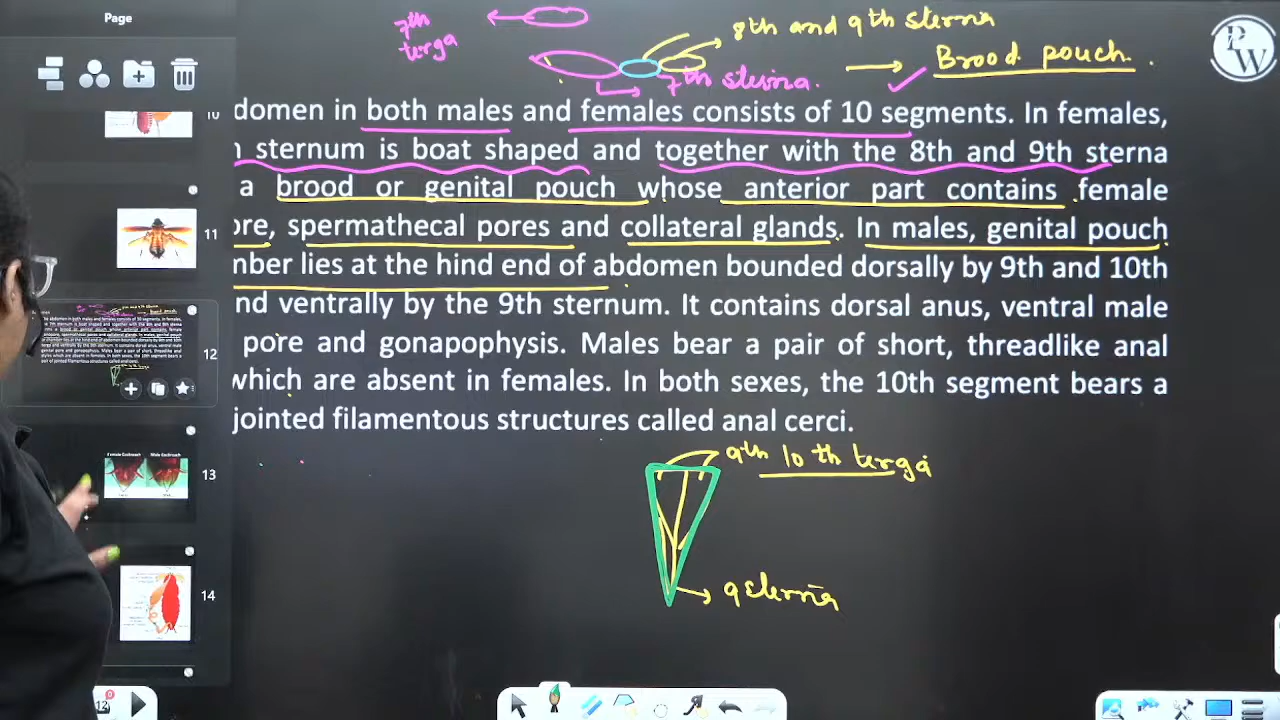 Page
7th
terga
8th and 9th sterna
7th sterna.
Brood pouch.
domen in both males and females consists of 10 segments. In females,
sternum is boat shaped and together with the 8th and 9th sterna
a brood or genital pouch whose anterior part contains female
ore, spermathecal pores and collateral glands. In males, genital pouch
mber lies at the hind end of abdomen bounded dorsally by 9th and 10th
nd ventrally by the 9th sternum. It contains dorsal anus, ventral male
pore and gonapophysis. Males bear a pair of short, threadlike anal
which are absent in females. In both sexes, the 10th segment bears a
jointed filamentous structures called anal cerci.
9th 10 th terga
9 sterna
10
11
12
13
14
12
PW